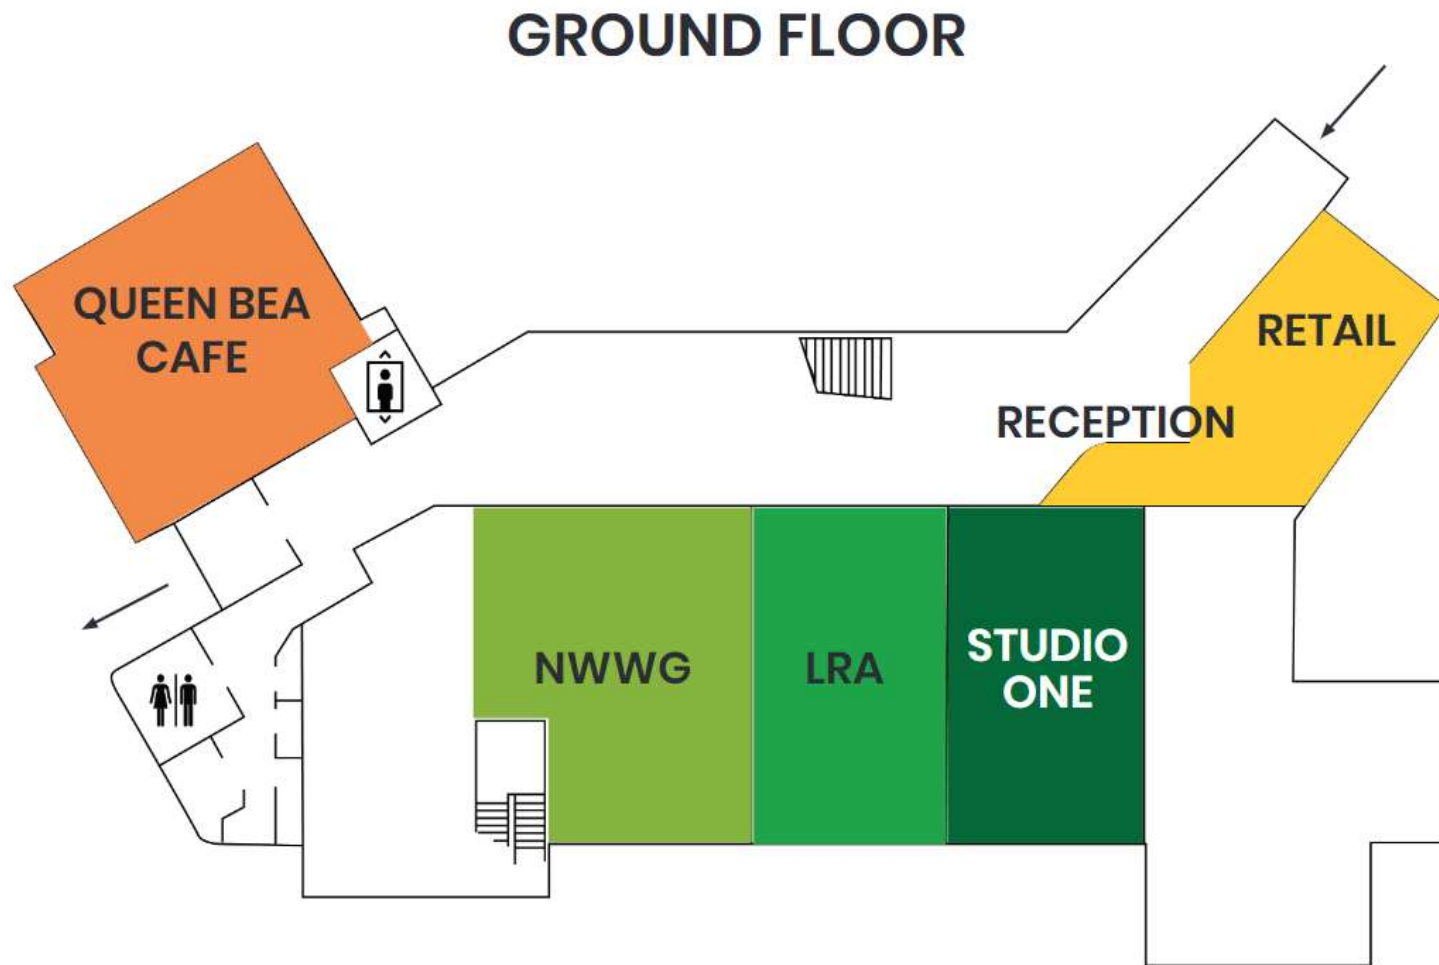 GROUND FLOOR
QUEEN BEA
CAFE
RETAIL
RECEPTION
NWWG
LRA
STUDIO
ONE